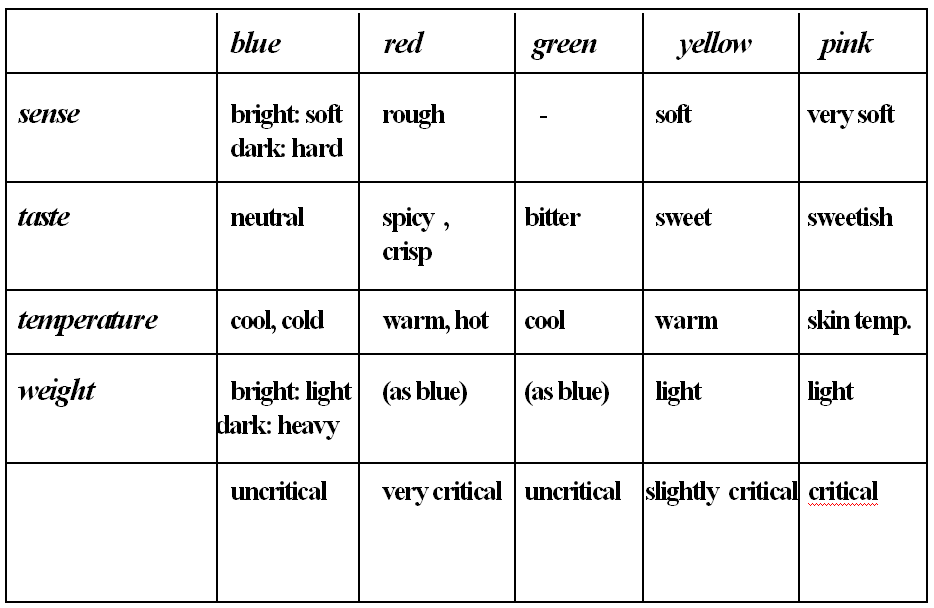 blue red green yellow pink
sense bright: soft rough - soft very soft
dark: hard
taste neutral spicy , bitter sweet sweetish
crisp
temperature cool, cold warm, hot cool warm skin temp.
weight bright: light (as blue) (as blue) light light
dark: heavy
uncritical very critical uncritical slightly critical critical